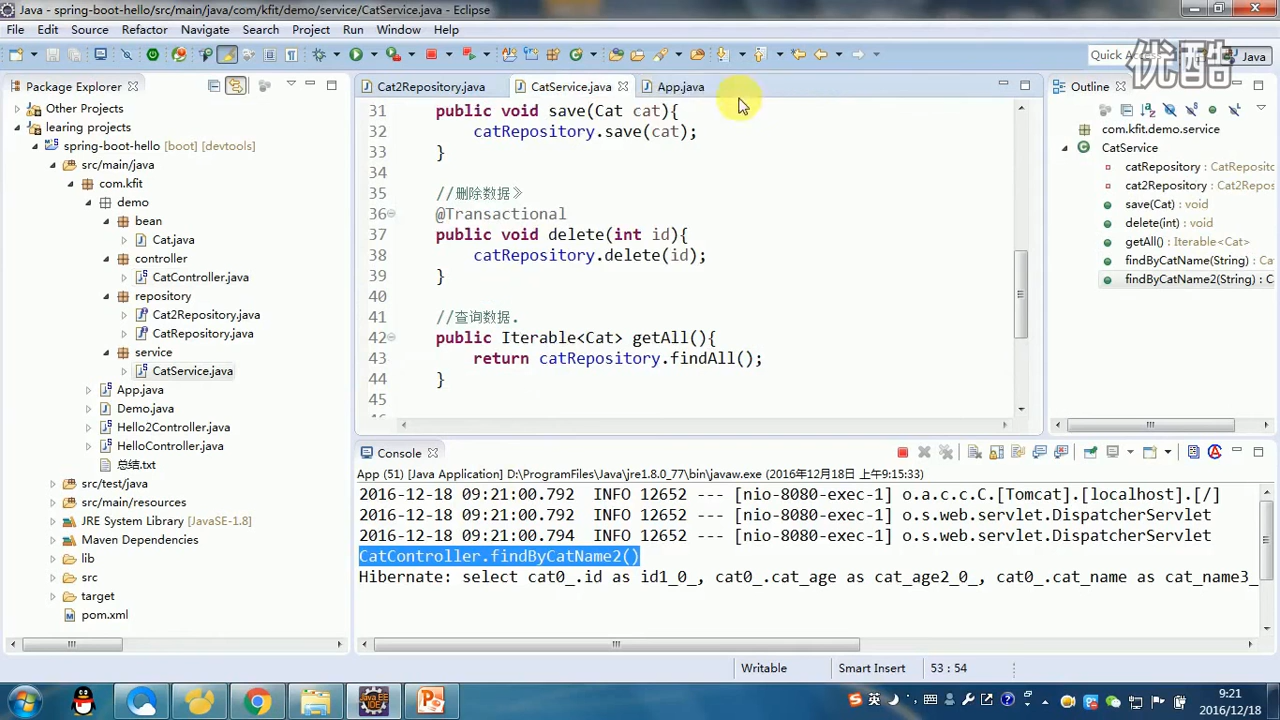 Java - spring-boot-hello/src/main/java/com/kfit/demo/service/CatService.java - Eclipse
File Edit Source Refactor Navigate Search Project Run Window Help
Quick Access
Java
优酷
Package Explorer
Other Projects
learing projects
spring-boot-hello [boot] [devtools]
src/main/java
com.kfit
demo
bean
Cat.java
controller
CatController.java
repository
Cat2Repository.java
CatRepository.java
service
CatService.java
App.java
Demo.java
Hello2Controller.java
HelloController.java
总结.txt
src/test/java
src/main/resources
JRE System Library [JavaSE-1.8]
Maven Dependencies
lib
src
target
pom.xml
Cat2Repository.java CatService.java App.java
31 public void save(Cat cat){
32 catRepository.save(cat);
33 }
34
35 //删除数据》
36 @Transactional
37 public void delete(int id){
38 catRepository.delete(id);
39 }
40
41 //查询数据.
42 public Iterable<Cat> getAll(){
43 return catRepository.findAll();
44 }
45
Outline
com.kfit.demo.service
CatService
catRepository : CatReposit
cat2Repository : Cat2Repos
save(Cat) : void
delete(int) : void
getAll() : Iterable<Cat>
findByCatName(String) : Ca
findByCatName2(String) : C
Console
App (51) [Java Application] D:\ProgramFiles\Java\jre1.8.0_77\bin\javaw.exe (2016年12月18日 上午9:15:33)
2016-12-18 09:21:00.792 INFO 12652 --- [nio-8080-exec-1] o.a.c.c.C.[Tomcat].[localhost].[/]
2016-12-18 09:21:00.792 INFO 12652 --- [nio-8080-exec-1] o.s.web.servlet.DispatcherServlet
2016-12-18 09:21:00.794 INFO 12652 --- [nio-8080-exec-1] o.s.web.servlet.DispatcherServlet
CatController.findByCatName2()
Hibernate: select cat0_.id as id1_0_, cat0_.cat_age as cat_age2_0_, cat0_.cat_name as cat_name3_
Writable Smart Insert 53 : 54
英
9:21
2016/12/18